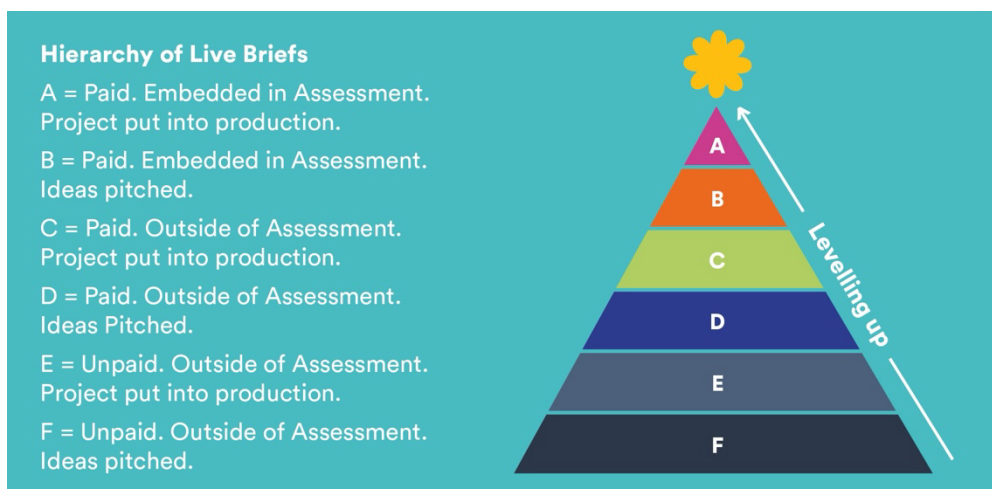 Hierarchy of Live Briefs
A = Paid. Embedded in Assessment.
Project put into production.
B = Paid. Embedded in Assessment.
Ideas pitched.
C = Paid. Outside of Assessment.
Project put into production.
D = Paid. Outside of Assessment.
Ideas Pitched.
E = Unpaid. Outside of Assessment.
Project put into production.
F = Unpaid. Outside of Assessment.
Ideas pitched.
A
B
C
D
E
F
Levelling up